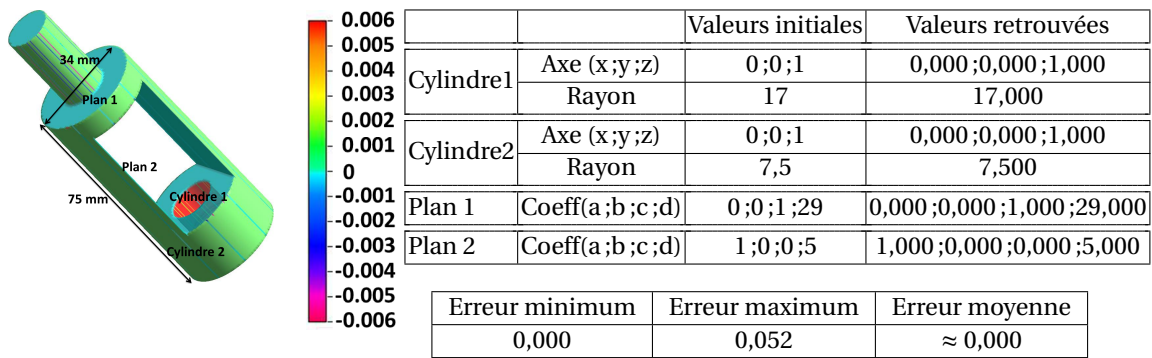 34 mm
Plan 1
Plan 2
75 mm
Cylindre 1
Cylindre 2
0.006
0.005
0.004
0.003
0.002
0.001
0
-0.001
-0.002
-0.003
-0.004
-0.005
-0.006
Valeurs initiales Valeurs retrouvées
Cylindre1 Axe (x ;y ;z) 0 ;0 ;1 0,000 ;0,000 ;1,000
Rayon 17 17,000
Cylindre2 Axe (x ;y ;z) 0 ;0 ;1 0,000 ;0,000 ;1,000
Rayon 7,5 7,500
Plan 1 Coeff(a ;b ;c ;d) 0 ;0 ;1 ;29 0,000 ;0,000 ;1,000 ;29,000
Plan 2 Coeff(a ;b ;c ;d) 1 ;0 ;0 ;5 1,000 ;0,000 ;0,000 ;5,000
Erreur minimum Erreur maximum Erreur moyenne
0,000 0,052 ≈ 0,000